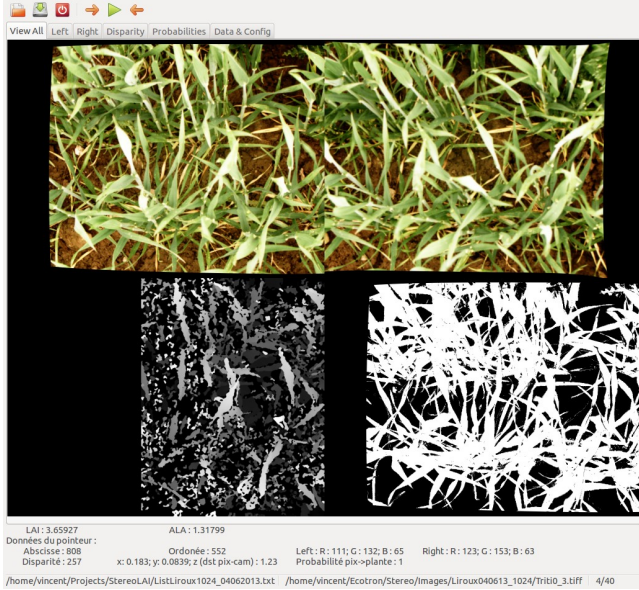 View All Left Right Disparity Probabilities Data & Config
LAI : 3.65927 ALA : 1.31799
Données du pointeur :
Abscisse : 808 Ordonée : 552 Left : R : 111; G : 132; B : 65 Right : R : 123; G : 153; B : 63
Disparité : 257 x: 0.183; y: 0.0839; z (dst pix-cam) : 1.23 Probabilité pix->plante : 1
/home/vincent/Projects/StereoLAI/ListLiroux1024_04062013.txt /home/vincent/Ecotron/Stereo/Images/Liroux040613_1024/Triti0_3.tiff 4/40